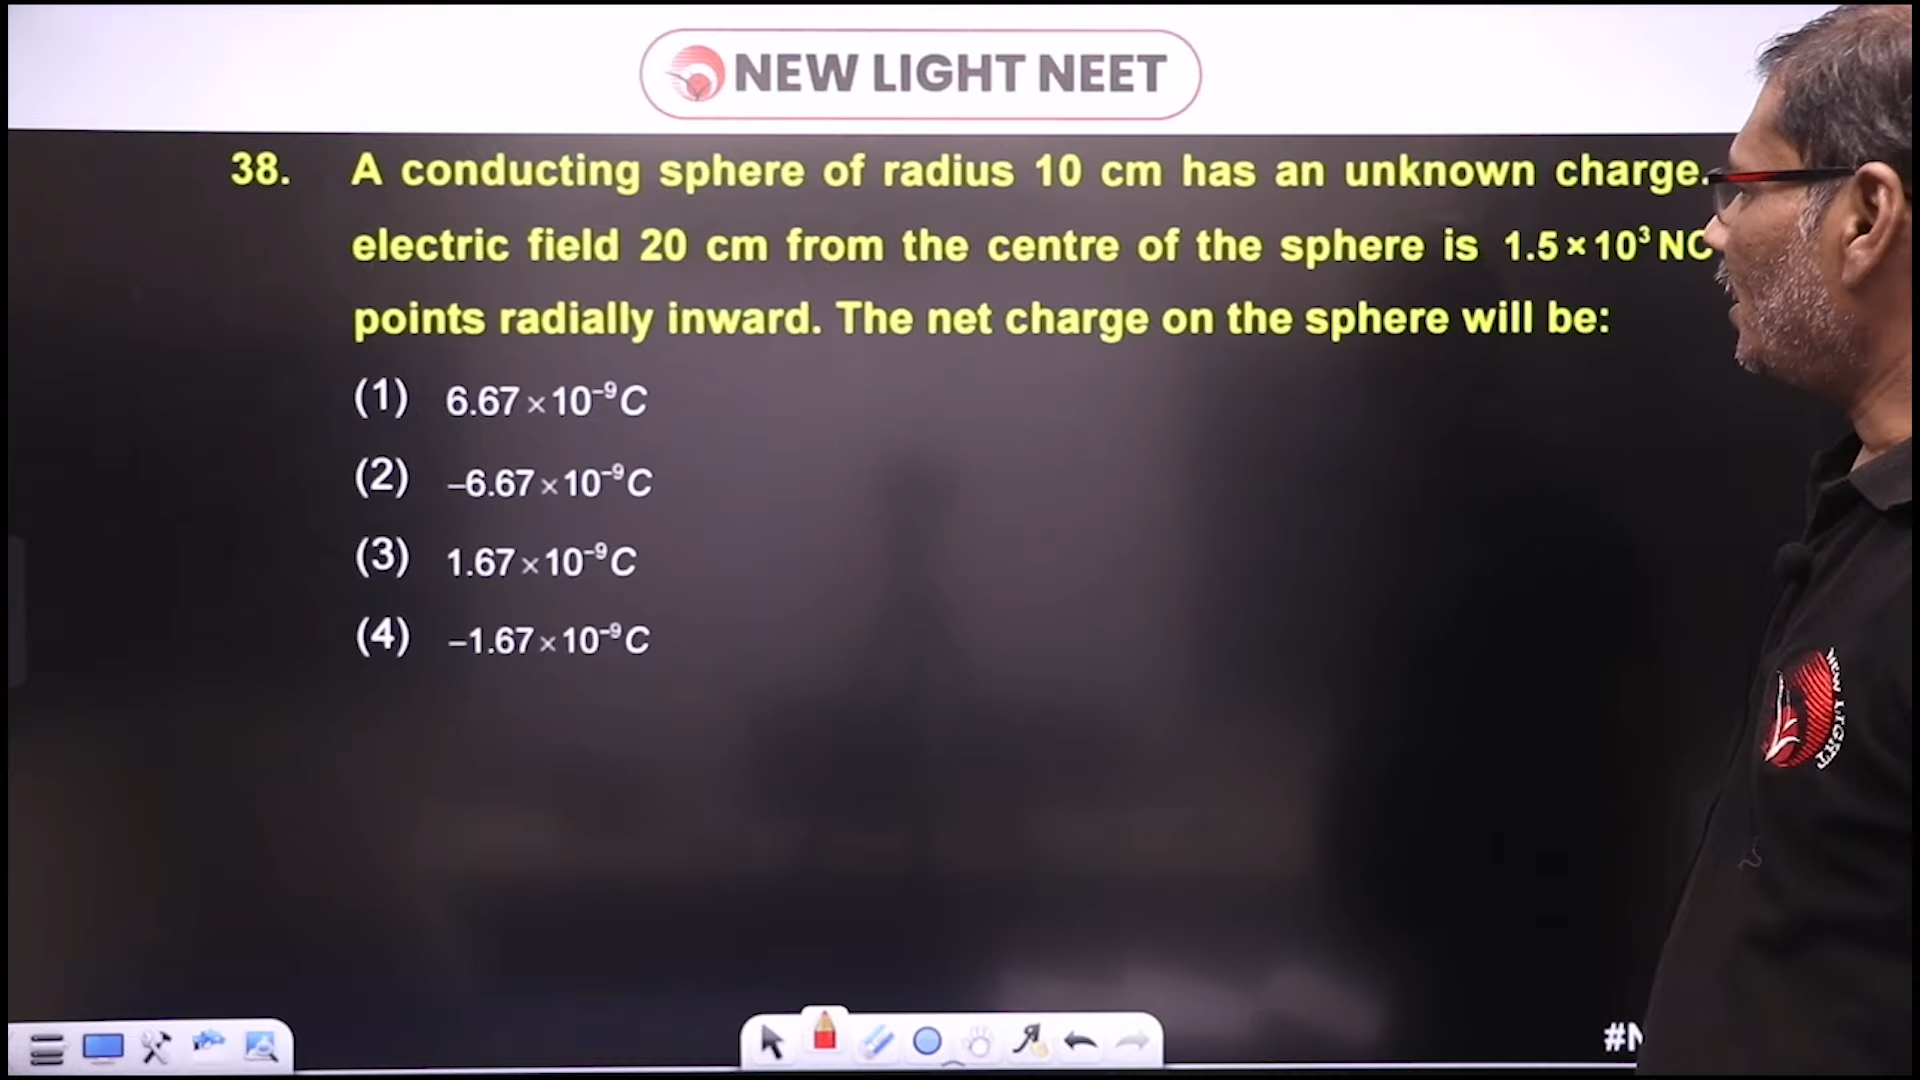 NEW LIGHT NEET
38. A conducting sphere of radius 10 cm has an unknown charge.
electric field 20 cm from the centre of the sphere is 1.5×10³ NC
points radially inward. The net charge on the sphere will be:
(1) 6.67×10⁻⁹C
(2) –6.67×10⁻⁹C
(3) 1.67×10⁻⁹C
(4) –1.67×10⁻⁹C
NEW LIGHT